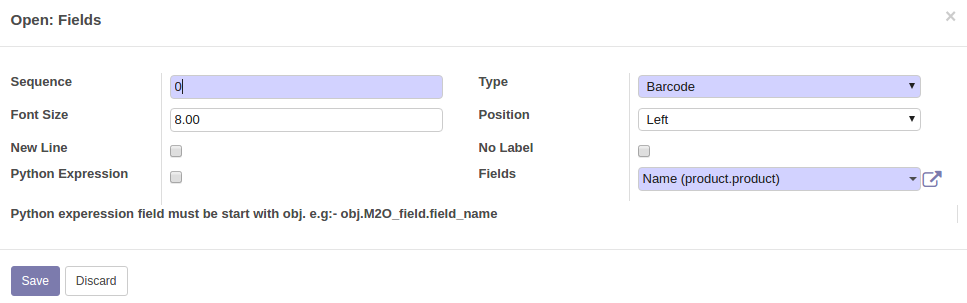 Open: Fields ×
Sequence 0 Type Barcode
Font Size 8.00 Position Left
New Line No Label
Python Expression Fields Name (product.product)
Python experession field must be start with obj. e.g:- obj.M2O_field.field_name
Save Discard